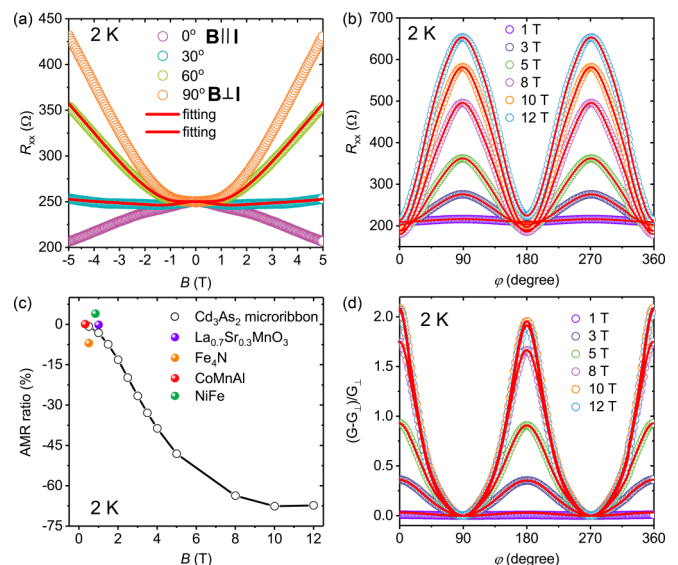 (a)
2 K
0° B||I
30°
60°
90° B⊥I
fitting
fitting
450
400
350
300
250
200
Rxx (Ω)
-5 -4 -3 -2 -1 0 1 2 3 4 5
B (T)
(b)
2 K
1 T
3 T
5 T
8 T
10 T
12 T
700
600
500
400
300
200
Rxx (Ω)
0 90 180 270 360
φ (degree)
(c)
Cd3As2 microribbon
La0.7Sr0.3MnO3
Fe4N
CoMnAl
NiFe
2 K
15
0
-15
-30
-45
-60
-75
AMR ratio (%)
0 2 4 6 8 10 12
B (T)
(d)
2 K
1 T
3 T
5 T
8 T
10 T
12 T
2.0
1.5
1.0
0.5
0.0
(G-G⊥)/G⊥
0 90 180 270 360
φ (degree)